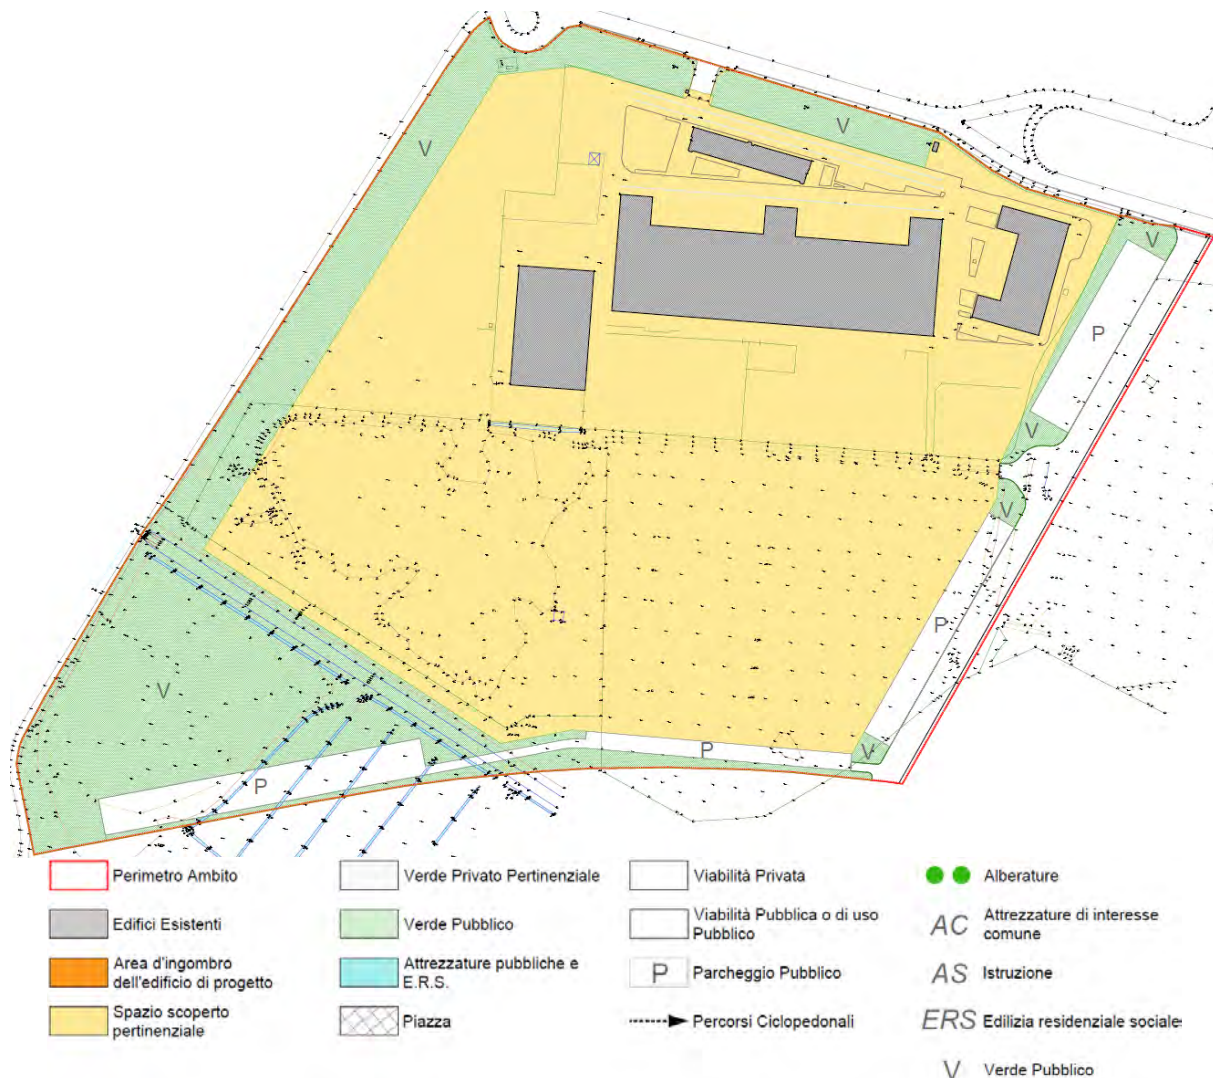 V
V
V
P
V
V
P
V
P
V
P
Perimetro Ambito
Edifici Esistenti
Area d'ingombro
dell'edificio di progetto
Spazio scoperto
pertinenziale
Verde Privato Pertinenziale
Verde Pubblico
Attrezzature pubbliche e
E.R.S.
Piazza
Viabilità Privata
Viabilità Pubblica o di uso
Pubblico
P Parcheggio Pubblico
Percorsi Ciclopedonali
Alberature
AC Attrezzature di interesse
comune
AS Istruzione
ERS Edilizia residenziale sociale
V Verde Pubblico